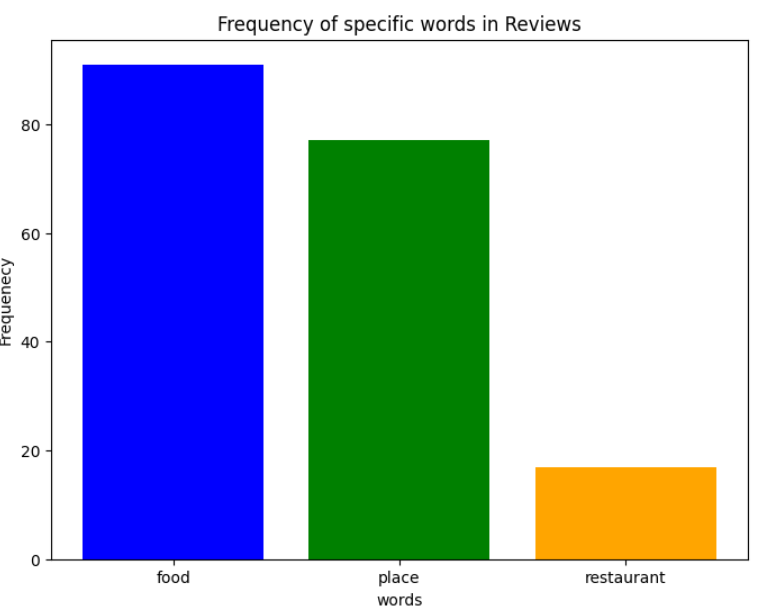 Frequency of specific words in Reviews
Frequenecy
80
60
40
20
0
food place restaurant
words